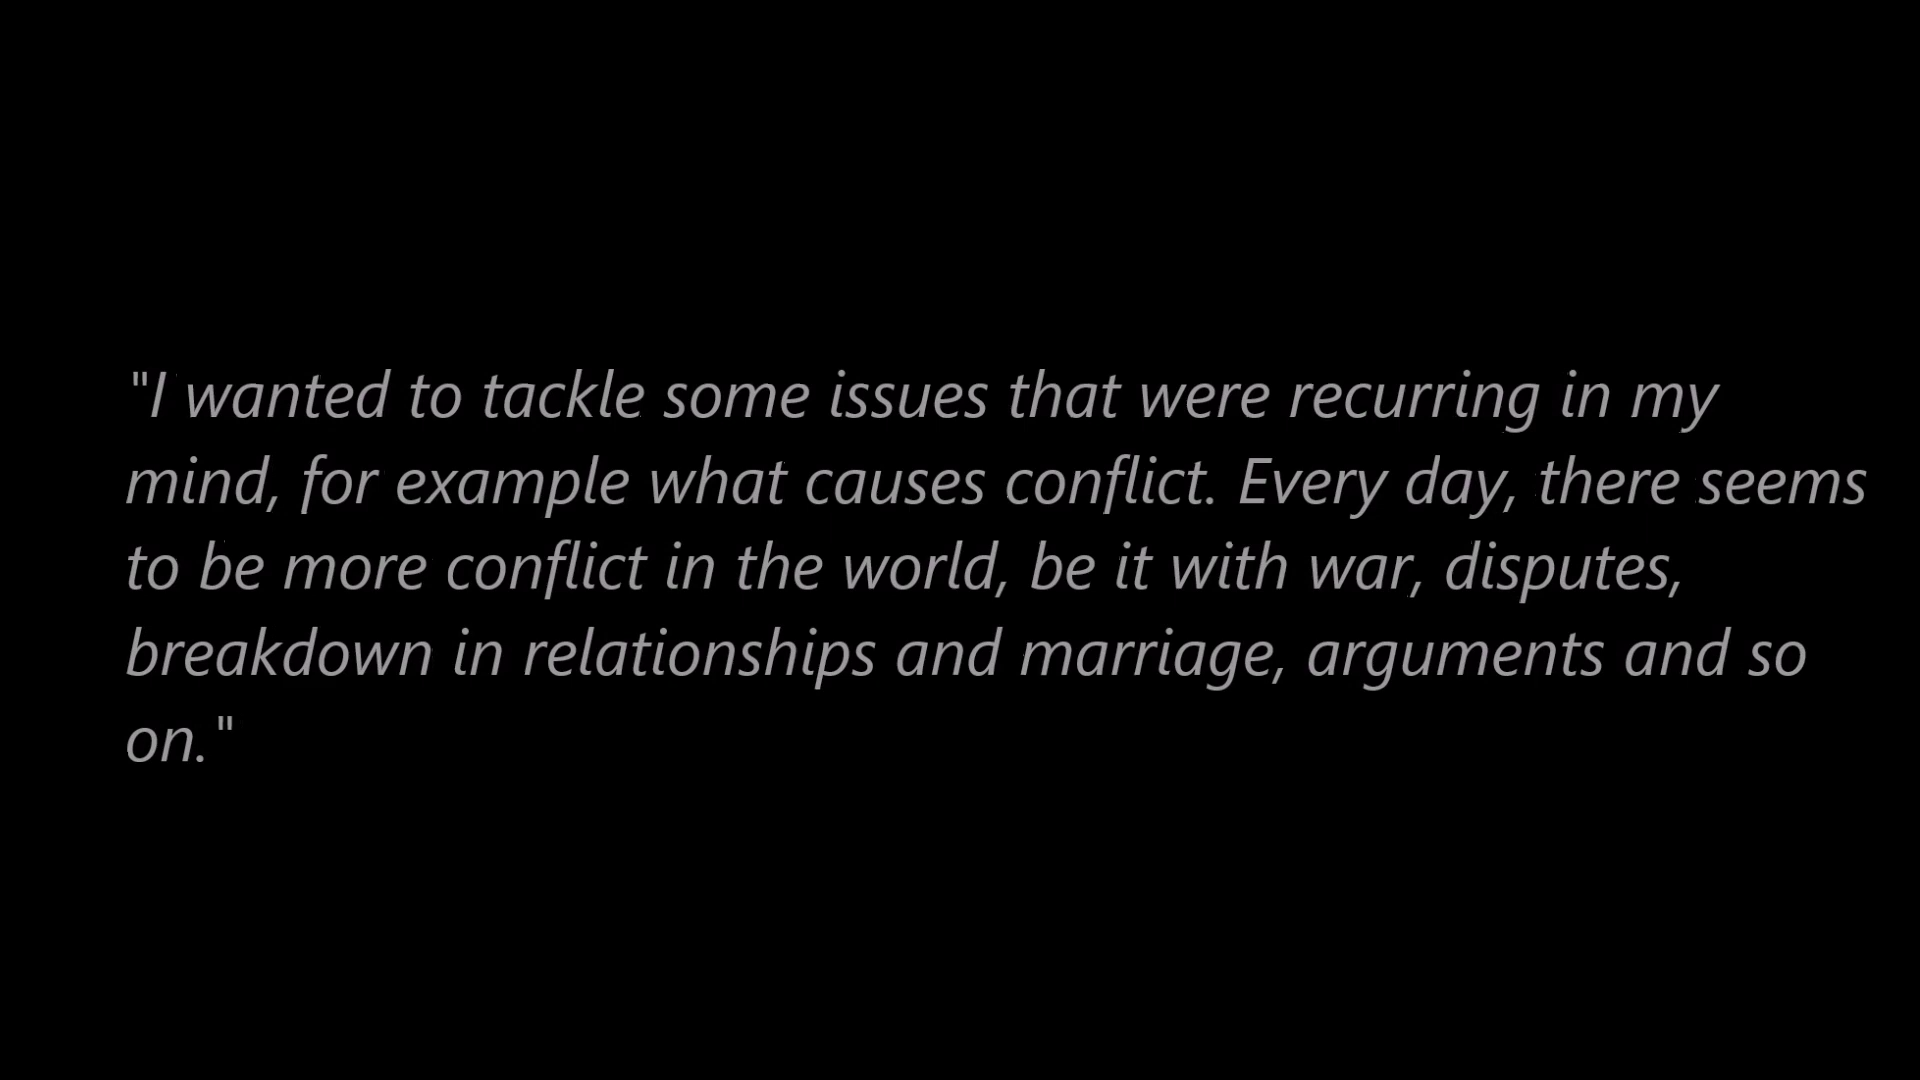 "I wanted to tackle some issues that were recurring in my
mind, for example what causes conflict. Every day, there seems
to be more conflict in the world, be it with war, disputes,
breakdown in relationships and marriage, arguments and so
on."